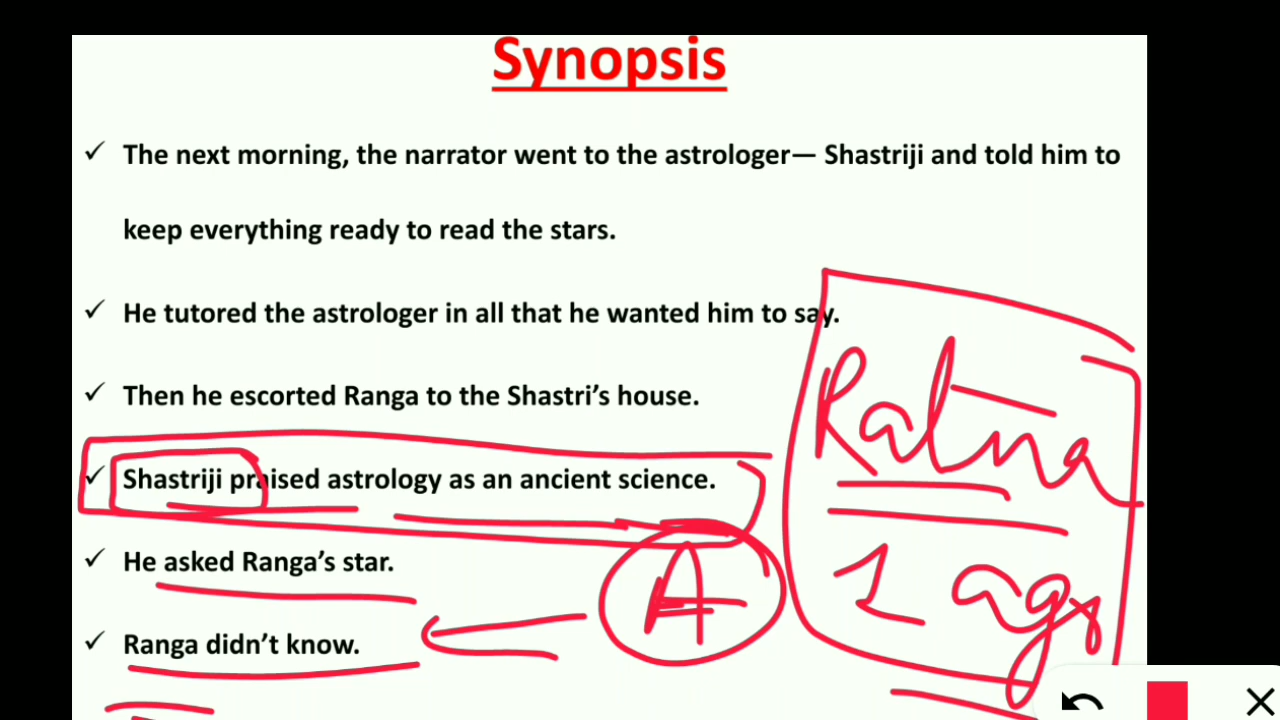 Synopsis
✓ The next morning, the narrator went to the astrologer— Shastriji and told him to
keep everything ready to read the stars.
✓ He tutored the astrologer in all that he wanted him to say.
✓ Then he escorted Ranga to the Shastri's house.
✓ Shastriji praised astrology as an ancient science.
✓ He asked Ranga's star.
✓ Ranga didn't know.
Ratna
A